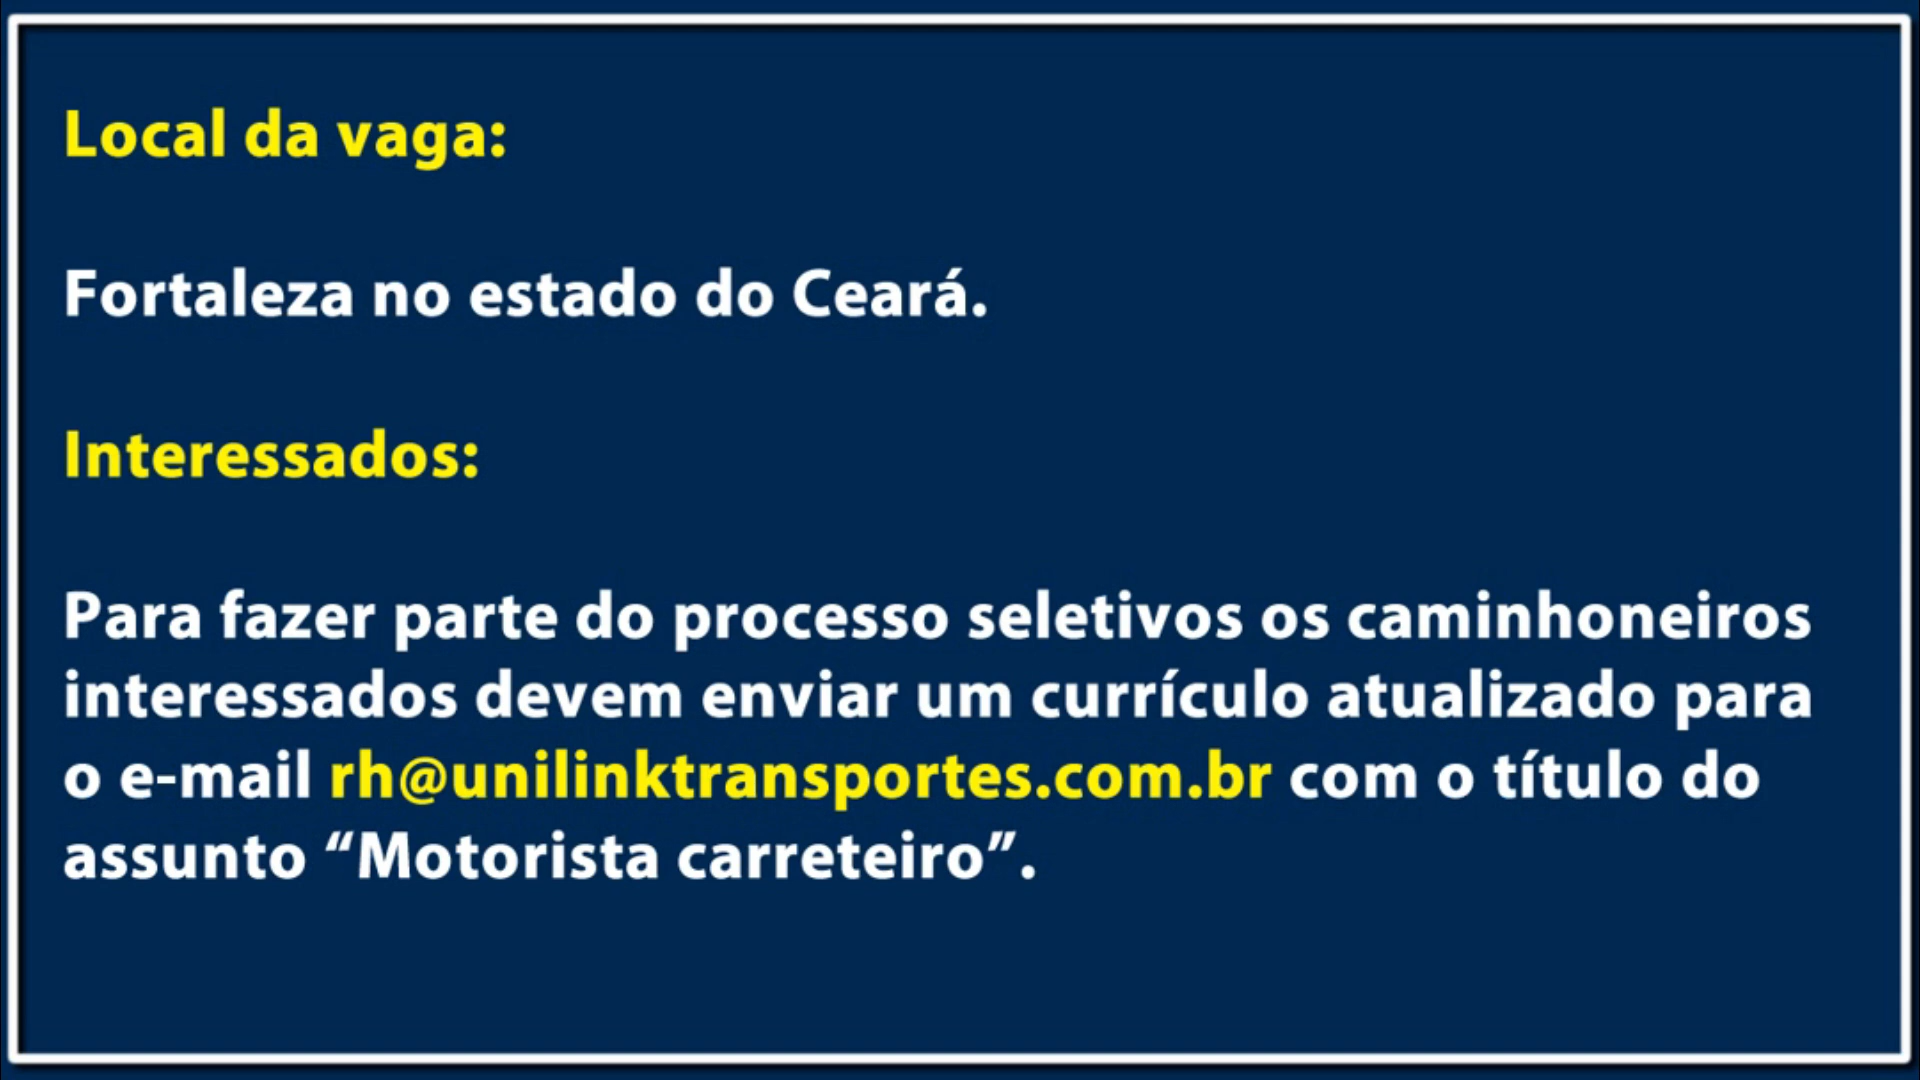 Local da vaga:
Fortaleza no estado do Ceará.
Interessados:
Para fazer parte do processo seletivos os caminhoneiros
interessados devem enviar um currículo atualizado para
o e-mail rh@unilinktransportes.com.br com o título do
assunto “Motorista carreteiro”.